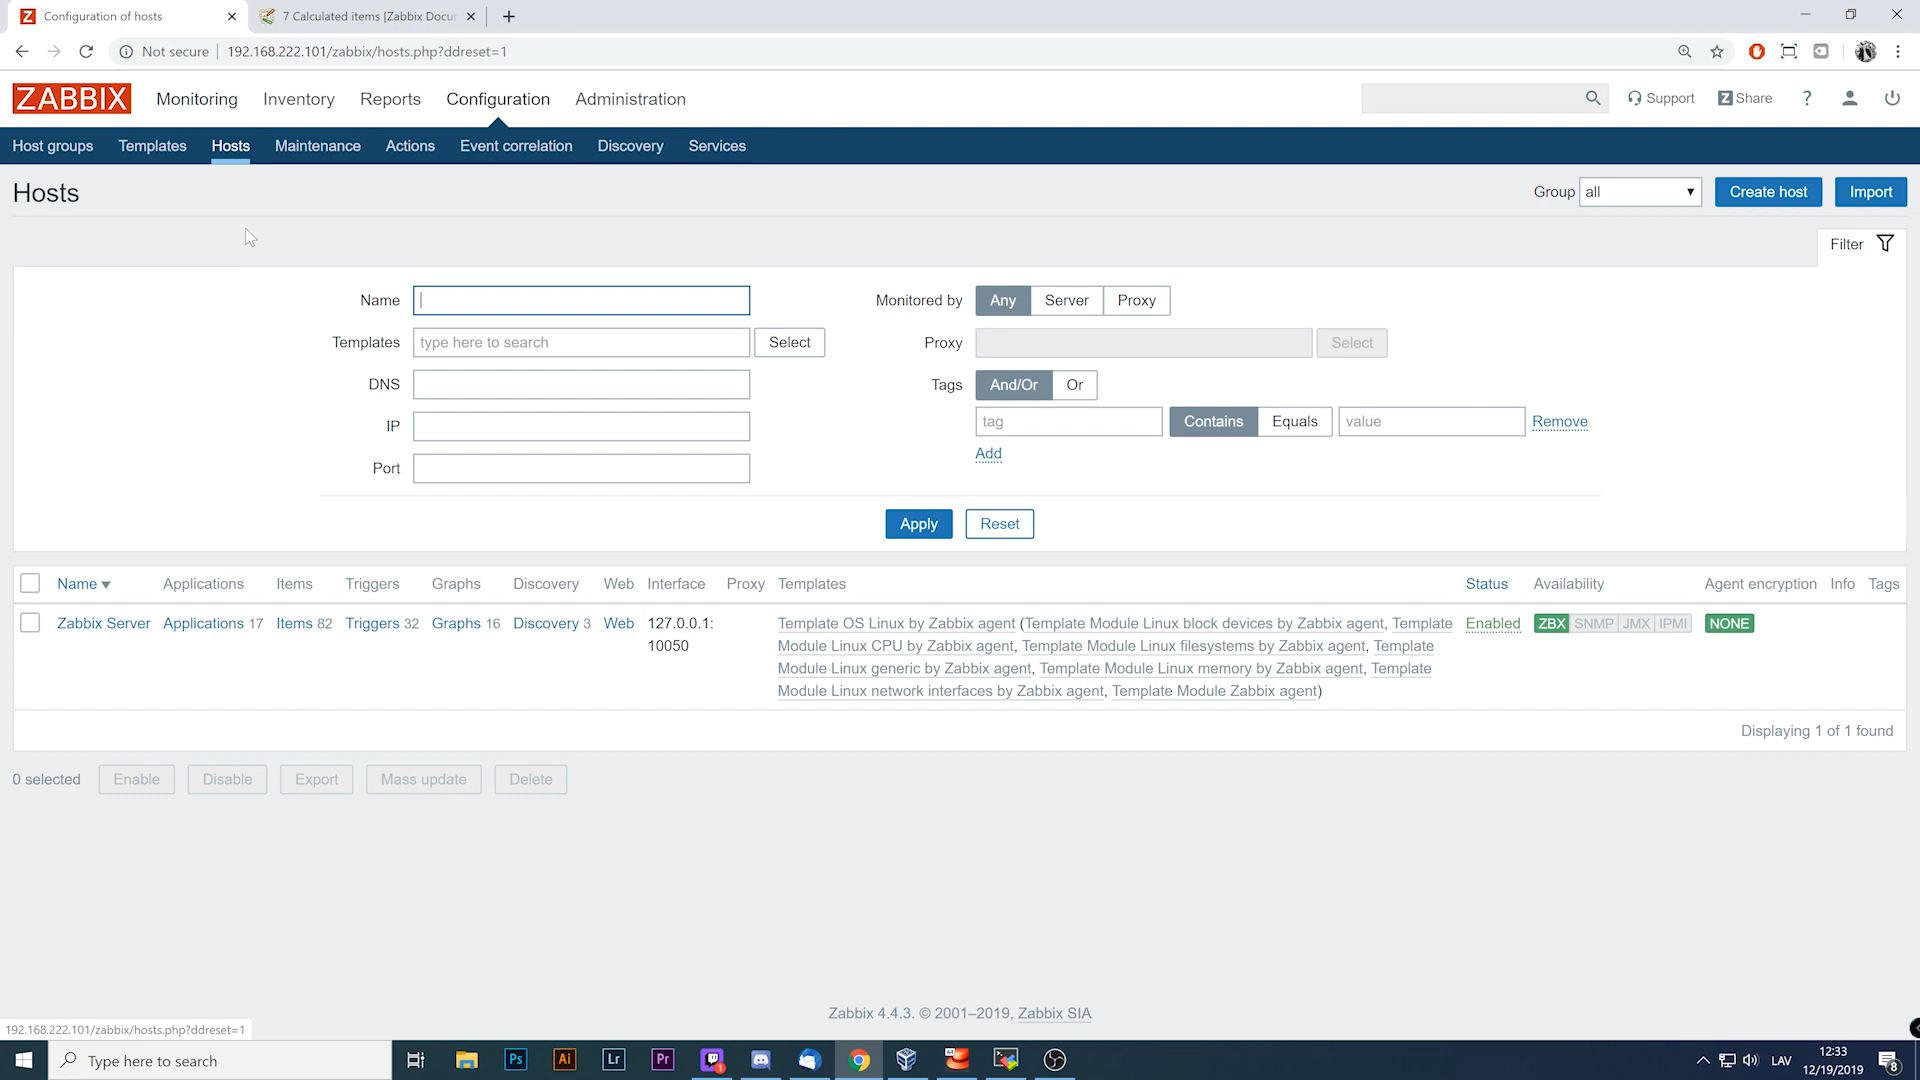 Configuration of hosts
7 Calculated items [Zabbix Docu
Not secure
192.168.222.101/zabbix/hosts.php?ddreset=1
ZABBIX
Monitoring Inventory Reports Configuration Administration
Support
Z Share
?
Host groups Templates Hosts Maintenance Actions Event correlation Discovery Services
Hosts
Group all Create host Import
Filter
Name
Monitored by Any Server Proxy
Templates type here to search Select
Proxy Select
DNS
Tags And/Or Or
IP
tag Contains Equals value Remove
Add
Port
Apply Reset
Name Applications Items Triggers Graphs Discovery Web Interface Proxy Templates Status Availability Agent encryption Info Tags
Zabbix Server Applications 17 Items 82 Triggers 32 Graphs 16 Discovery 3 Web 127.0.0.1: Template OS Linux by Zabbix agent (Template Module Linux block devices by Zabbix agent, Template Enabled ZBX SNMP JMX IPMI NONE
10050 Module Linux CPU by Zabbix agent, Template Module Linux filesystems by Zabbix agent, Template
Module Linux generic by Zabbix agent, Template Module Linux memory by Zabbix agent, Template
Module Linux network interfaces by Zabbix agent, Template Module Zabbix agent)
Displaying 1 of 1 found
0 selected Enable Disable Export Mass update Delete
Zabbix 4.4.3. © 2001–2019, Zabbix SIA
192.168.222.101/zabbix/hosts.php?ddreset=1
Type here to search
Ps
Ai
Lr
Pr
1
64
LAV
12:33
12/19/2019
8